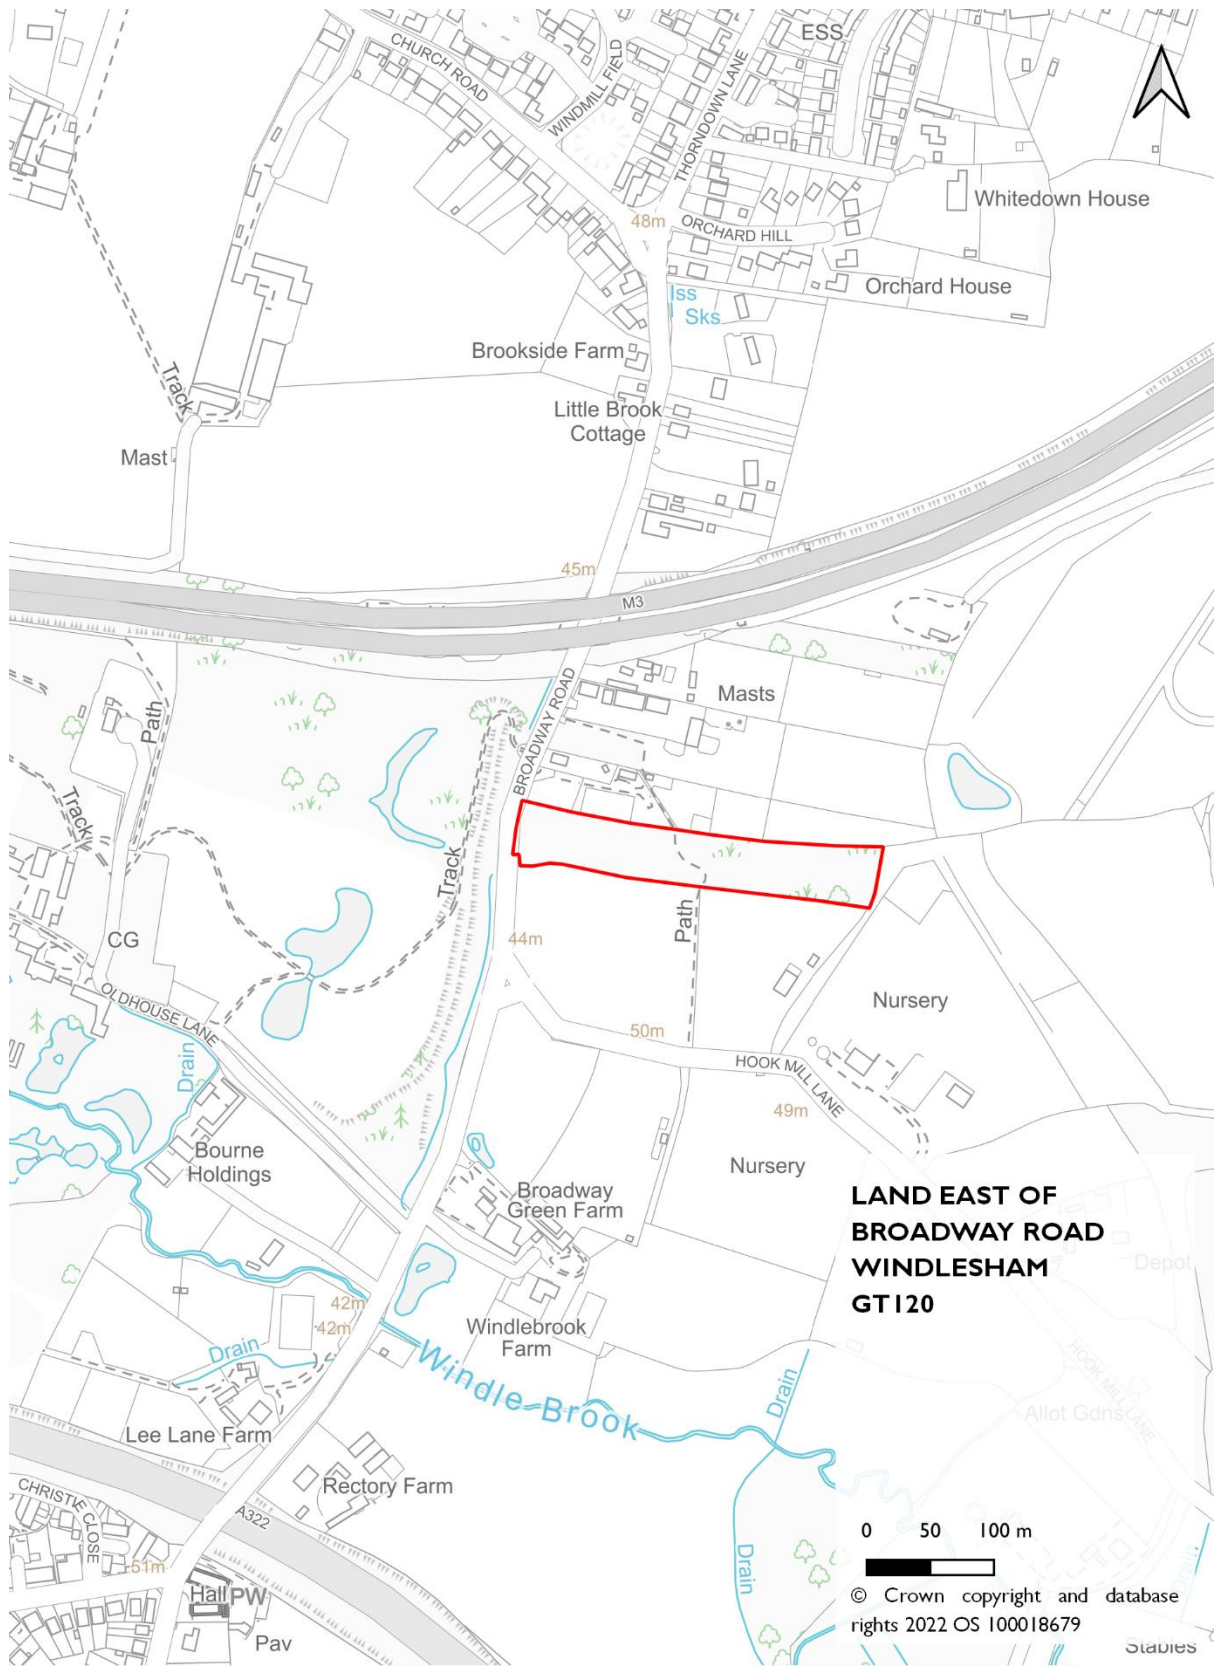 ESS
CHURCH ROAD
WINDMILL FIELD
THORNDOWN LANE
Whitedown House
48m
ORCHARD HILL
Orchard House
Iss
Sks
Brookside Farm
Track
Little Brook
Cottage
Mast
45m
M3
Path
BROADWAY ROAD
Masts
Track
Track
CG
44m
Path
OLDHOUSE LANE
Nursery
50m
HOOK MILL LANE
Drain
49m
Bourne
Holdings
Nursery
Broadway
Green Farm
LAND EAST OF
BROADWAY ROAD
WINDLESHAM
GT120
Depot
42m
42m
Windlebrook
Farm
Drain
Windle Brook
Drain
HOOK MILL LANE
Allot Gdns
Lee Lane Farm
Rectory Farm
CHRISTIE CLOSE
A322
0 50 100 m
51m
Drain
Drain
Hall PW
© Crown copyright and database
rights 2022 OS 100018679
Pav
Stables